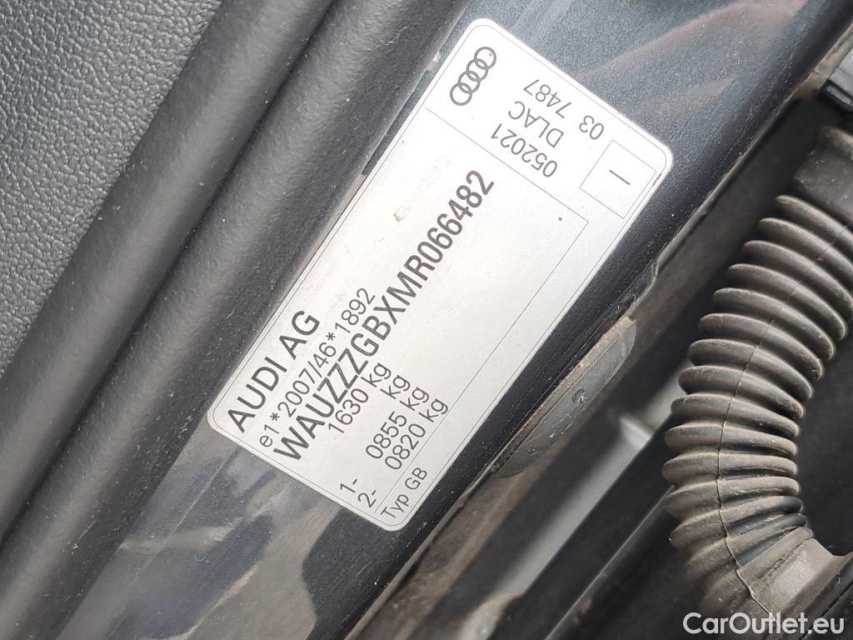 AUDI AG
e1*2007/46*1892
WAUZZZGBXMR066482
1630 kg
kg
1- 0855 kg
2- 0820 kg
Typ GB
052021
DLAC
03 7487
CarOutlet.eu